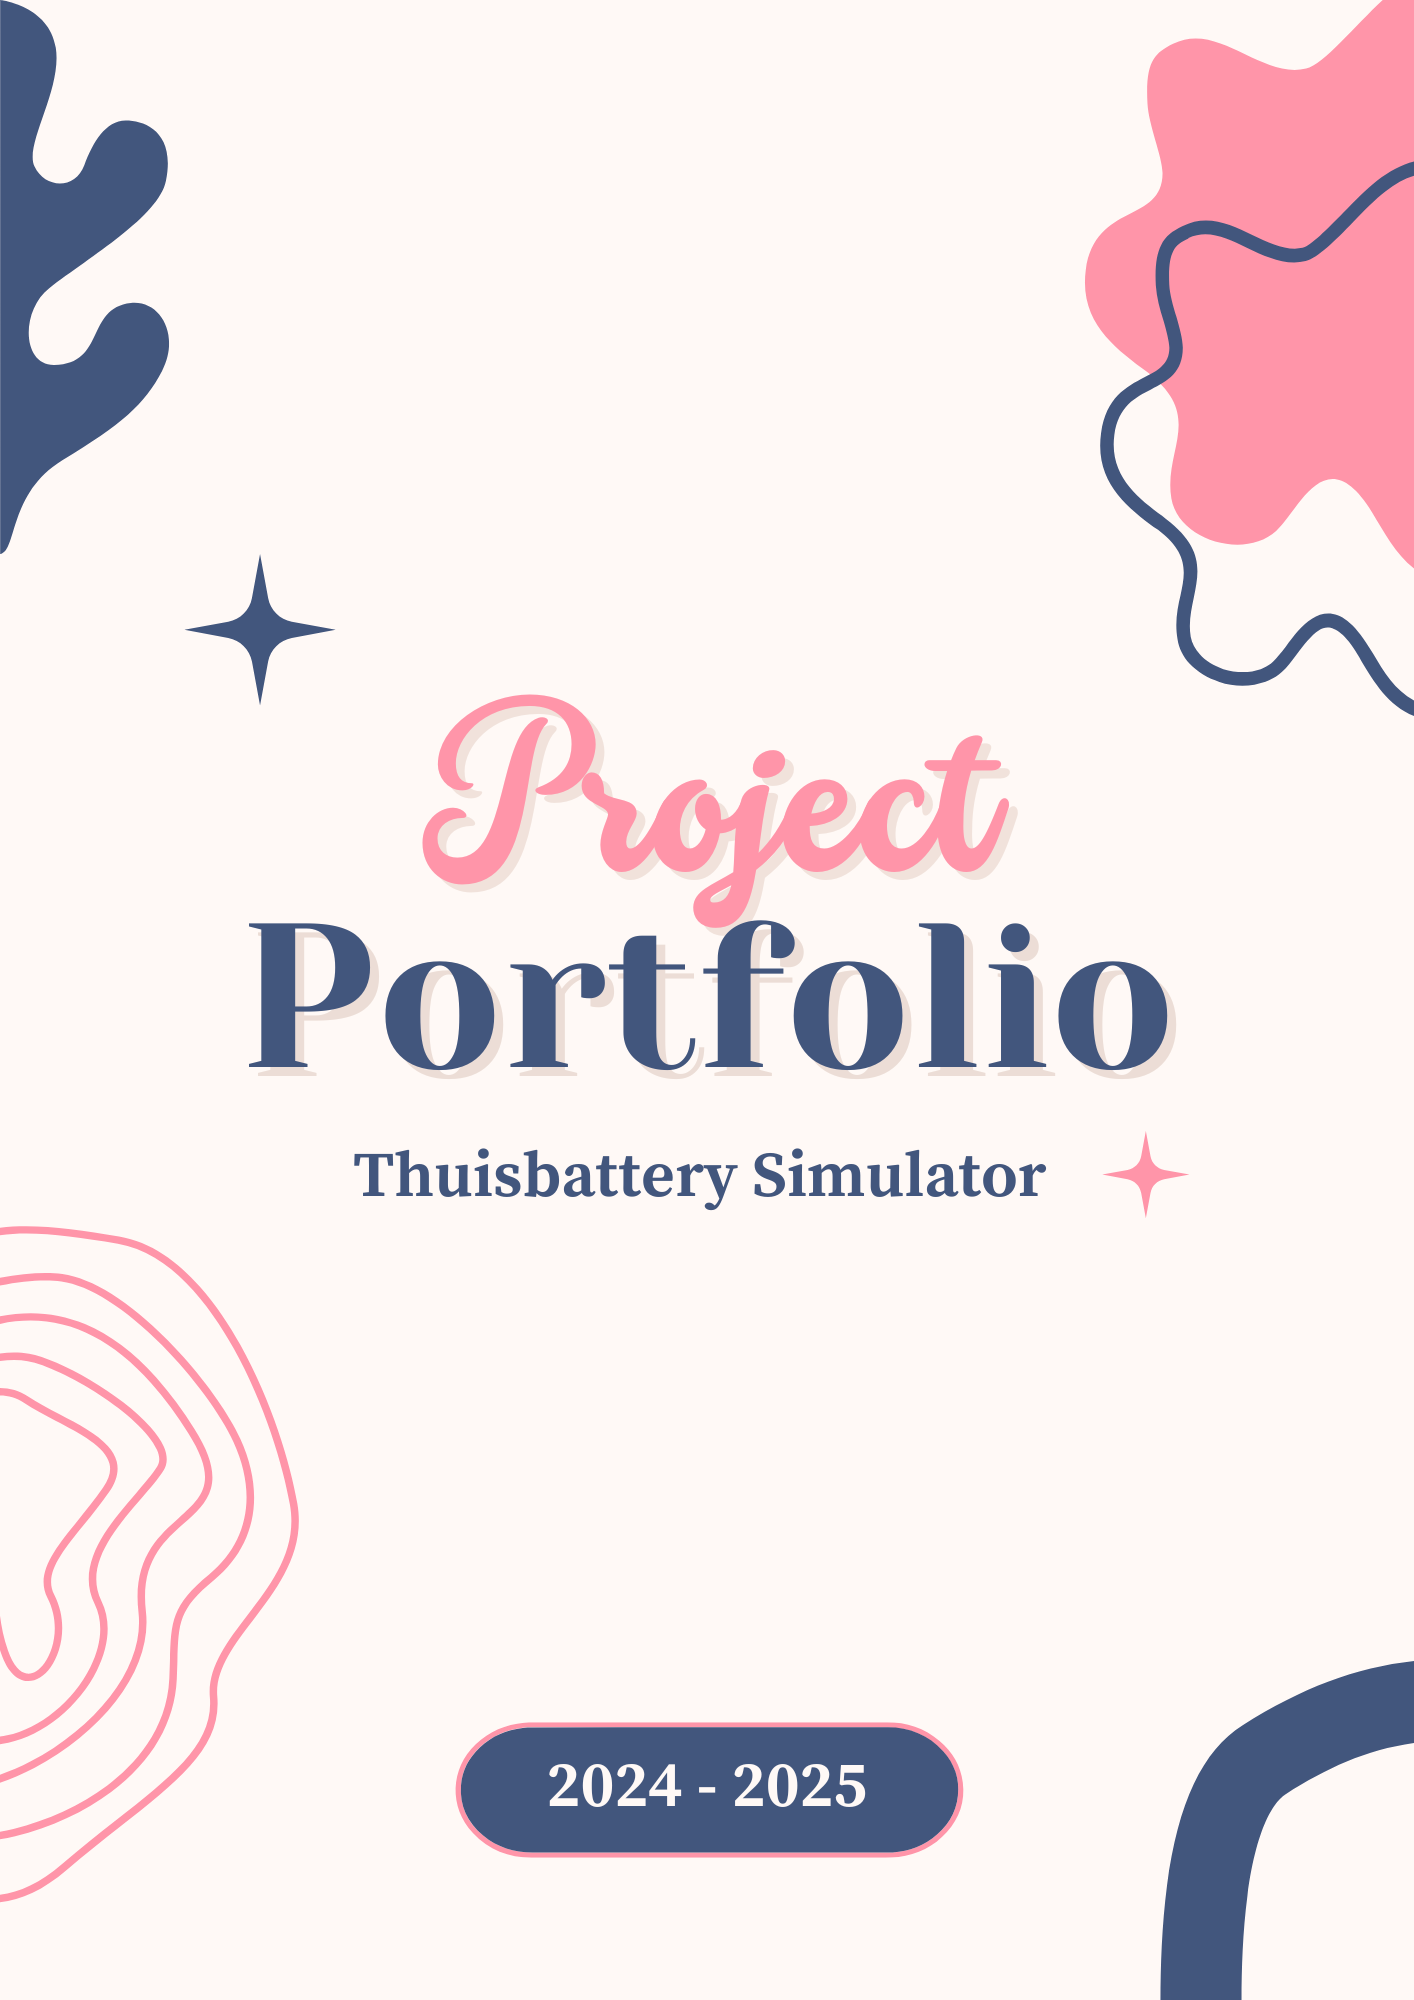 Project
Portfolio
Thuisbattery Simulator
2024 - 2025